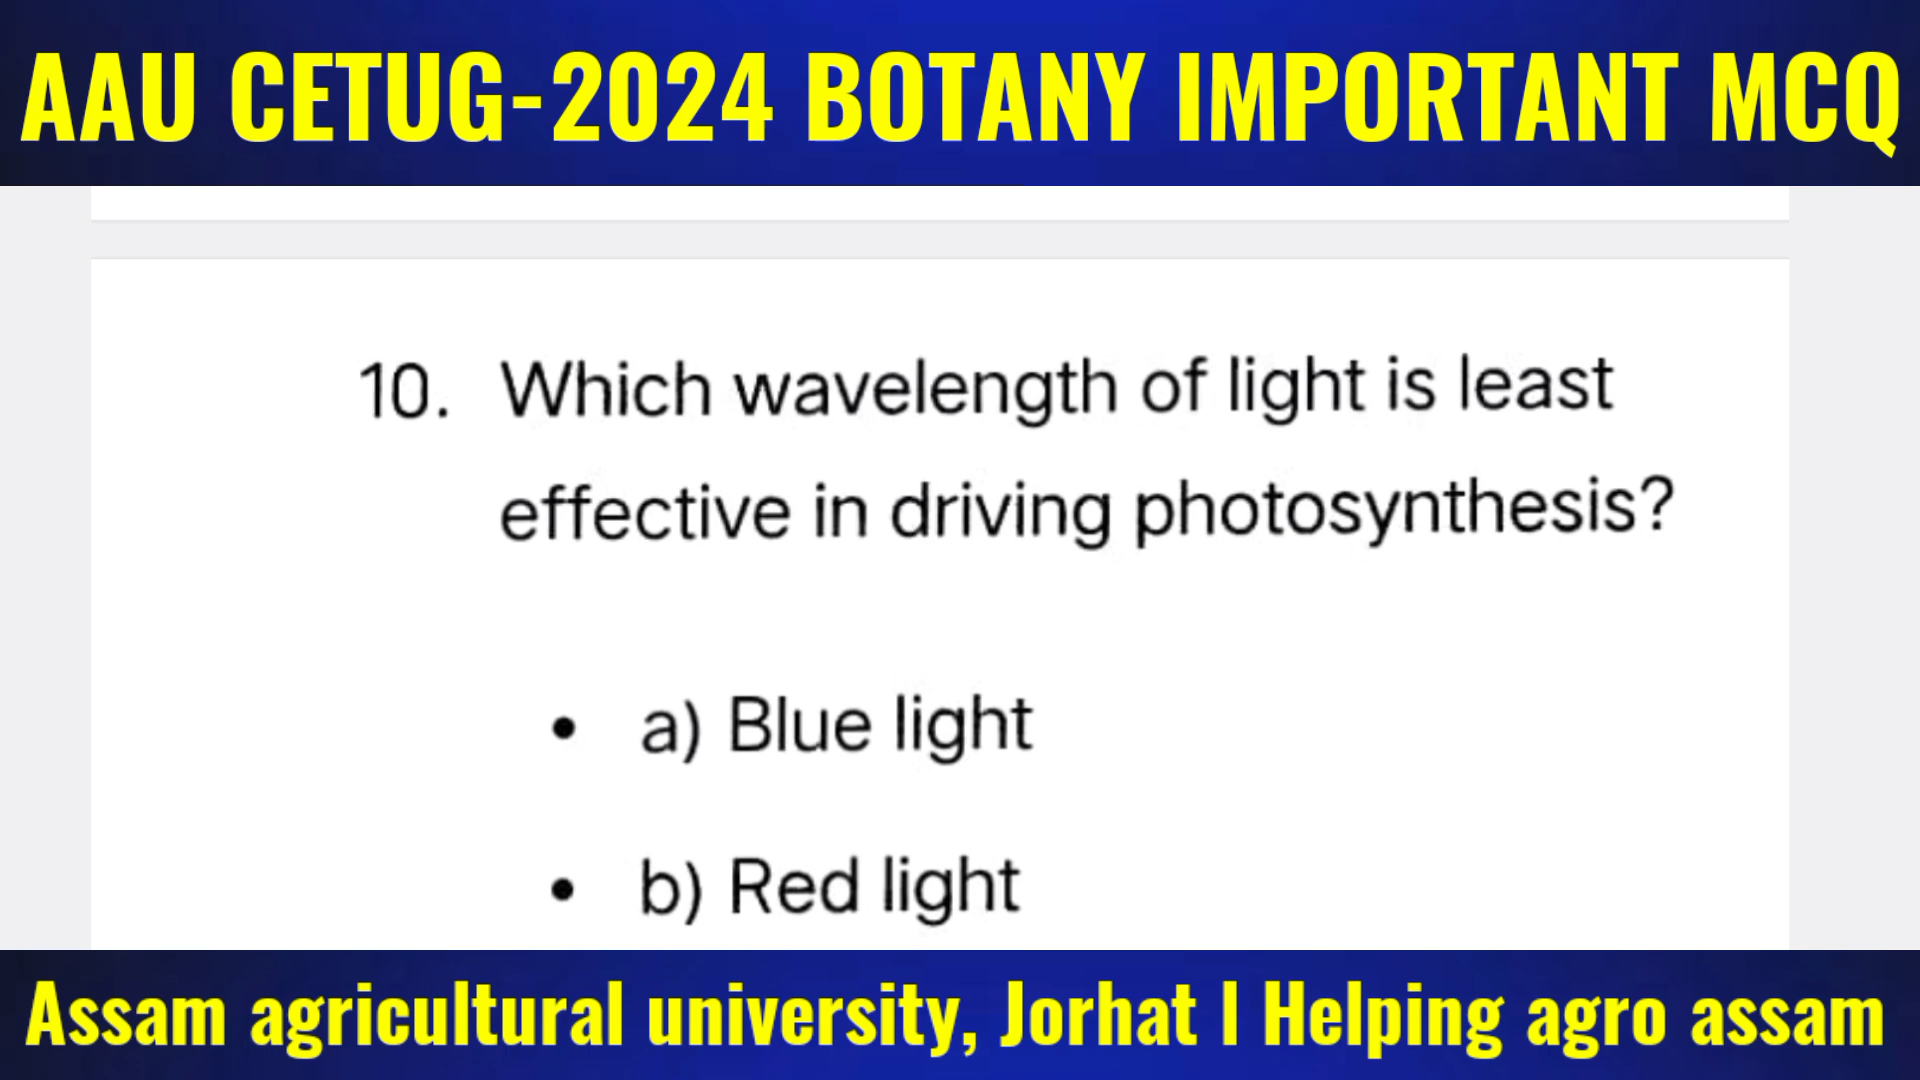 AAU CETUG-2024 BOTANY IMPORTANT MCQ
10. Which wavelength of light is least
effective in driving photosynthesis?
• a) Blue light
• b) Red light
Assam agricultural university, Jorhat I Helping agro assam